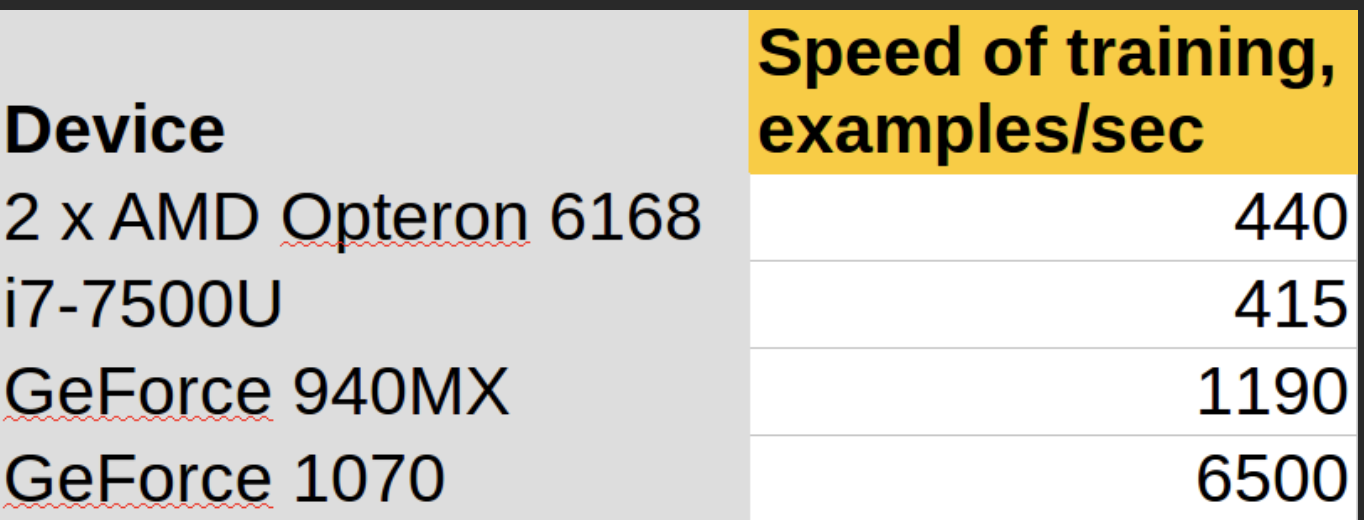 Device
Speed of training,
examples/sec
2 x AMD Opteron 6168 440
i7-7500U 415
GeForce 940MX 1190
GeForce 1070 6500